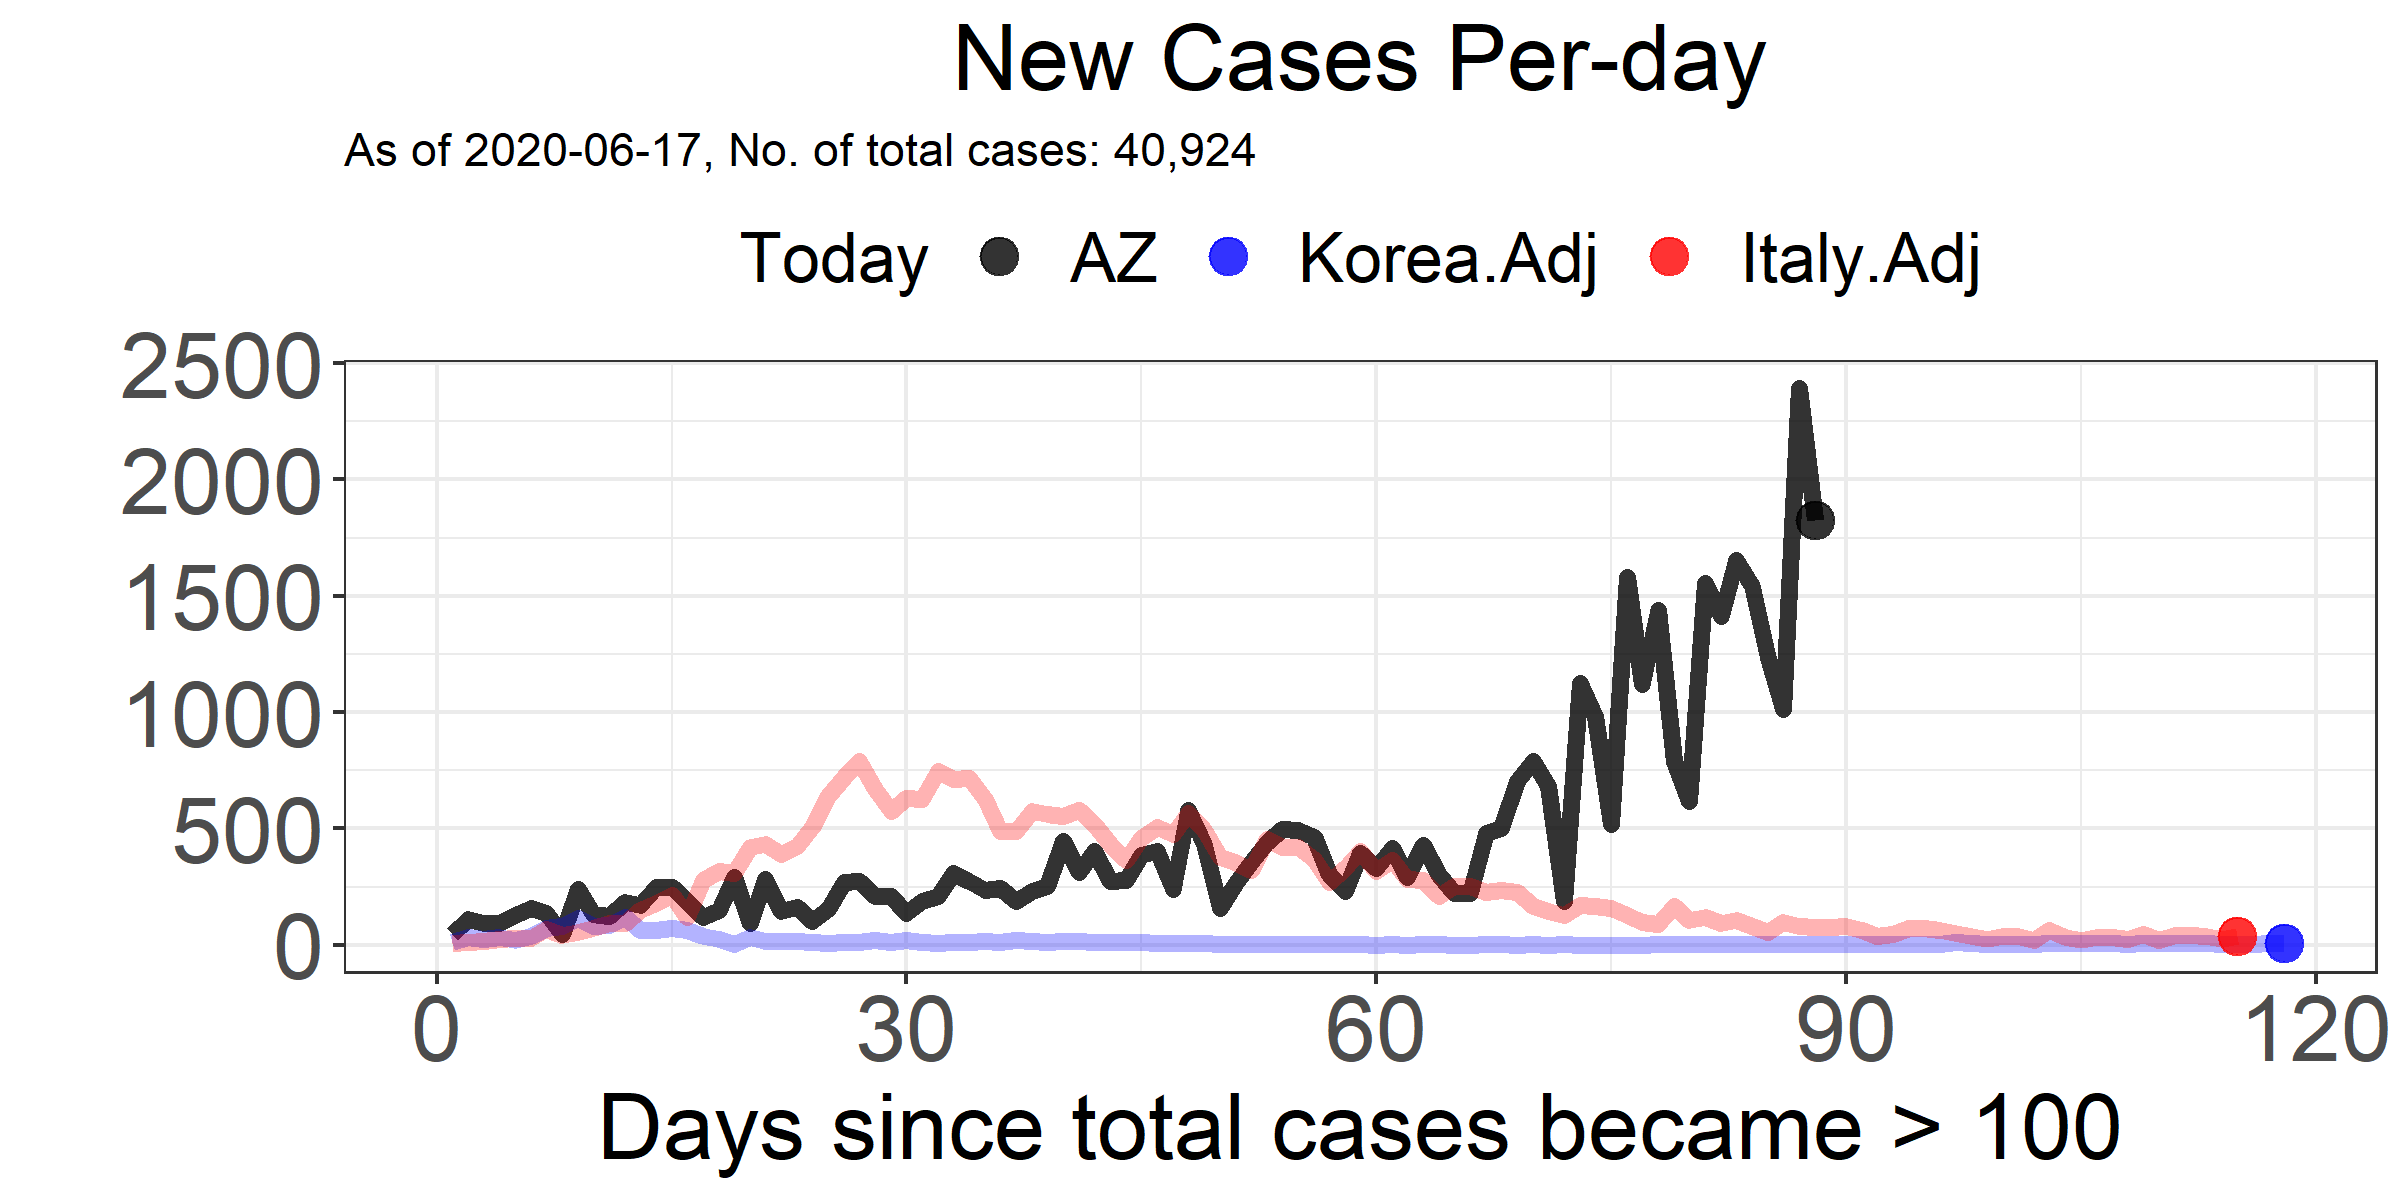 New Cases Per-day
As of 2020-06-17, No. of total cases: 40,924
Today AZ Korea.Adj Italy.Adj
2500
2000
1500
1000
500
0
0 30 60 90 120
Days since total cases became > 100